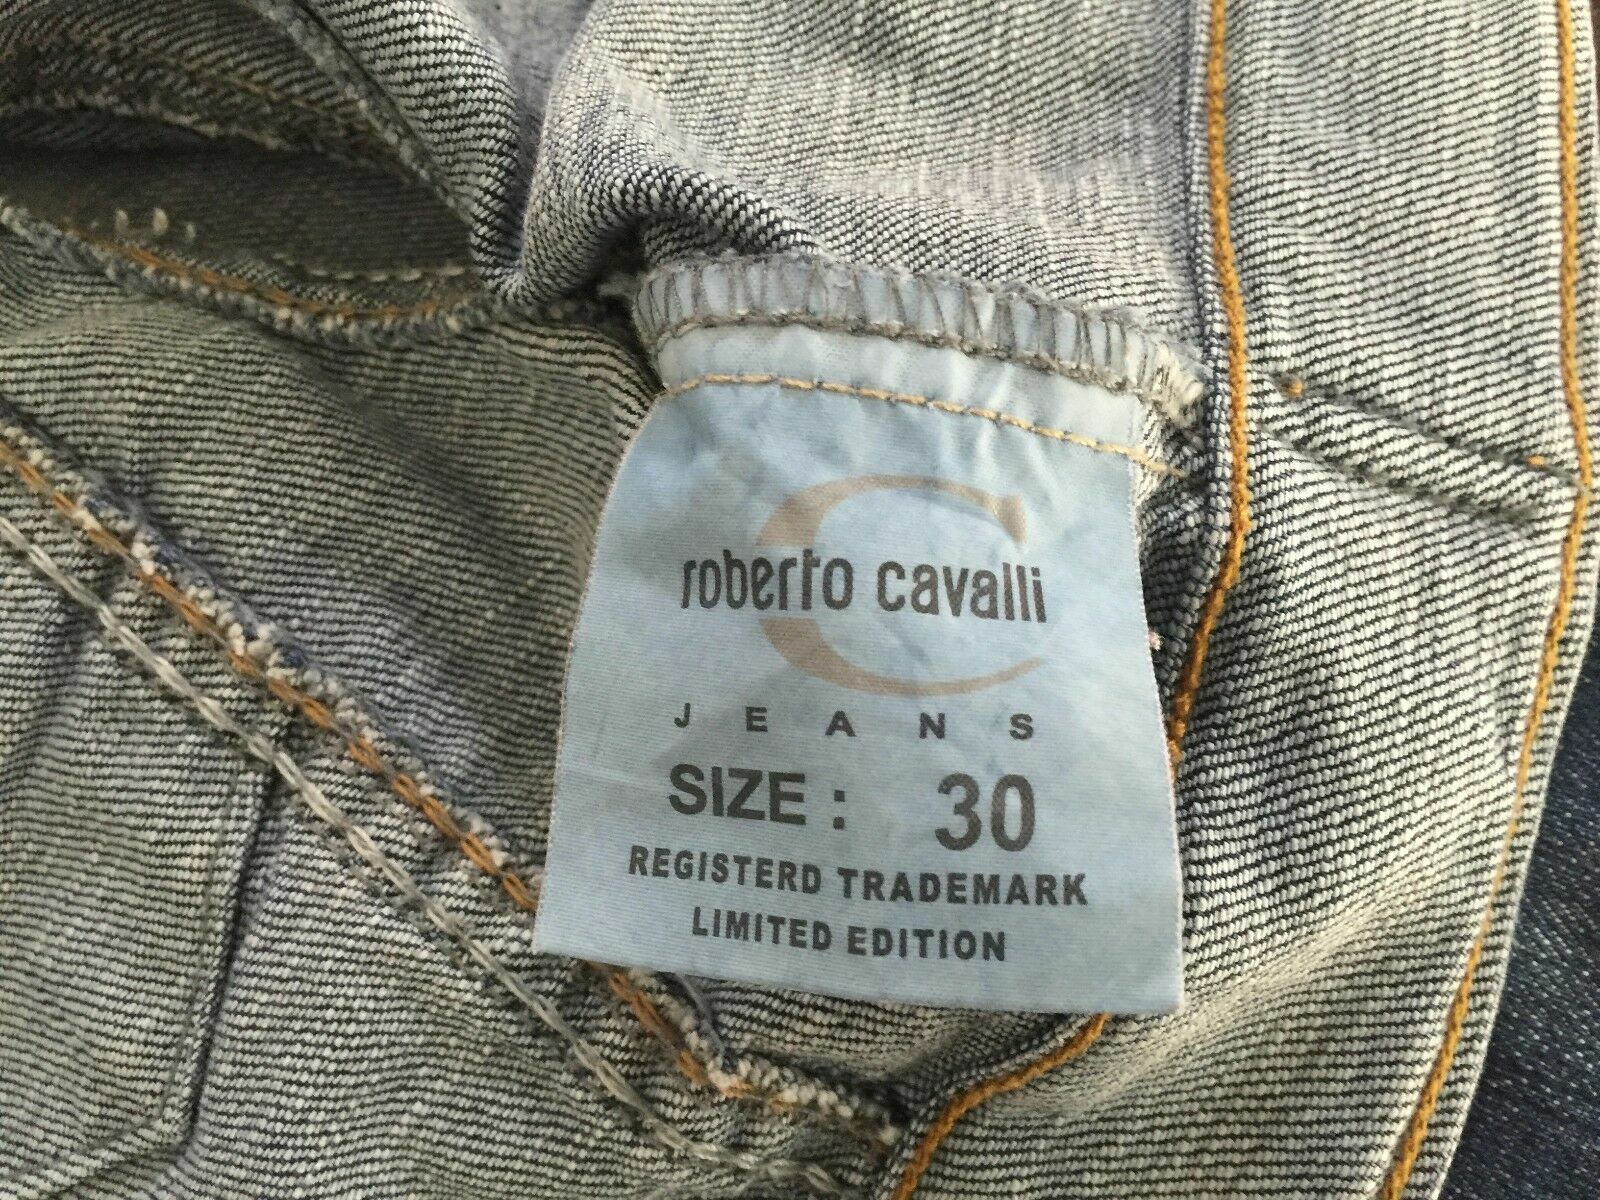 C
roberto cavalli
JEANS
SIZE : 30
REGISTERD TRADEMARK
LIMITED EDITION